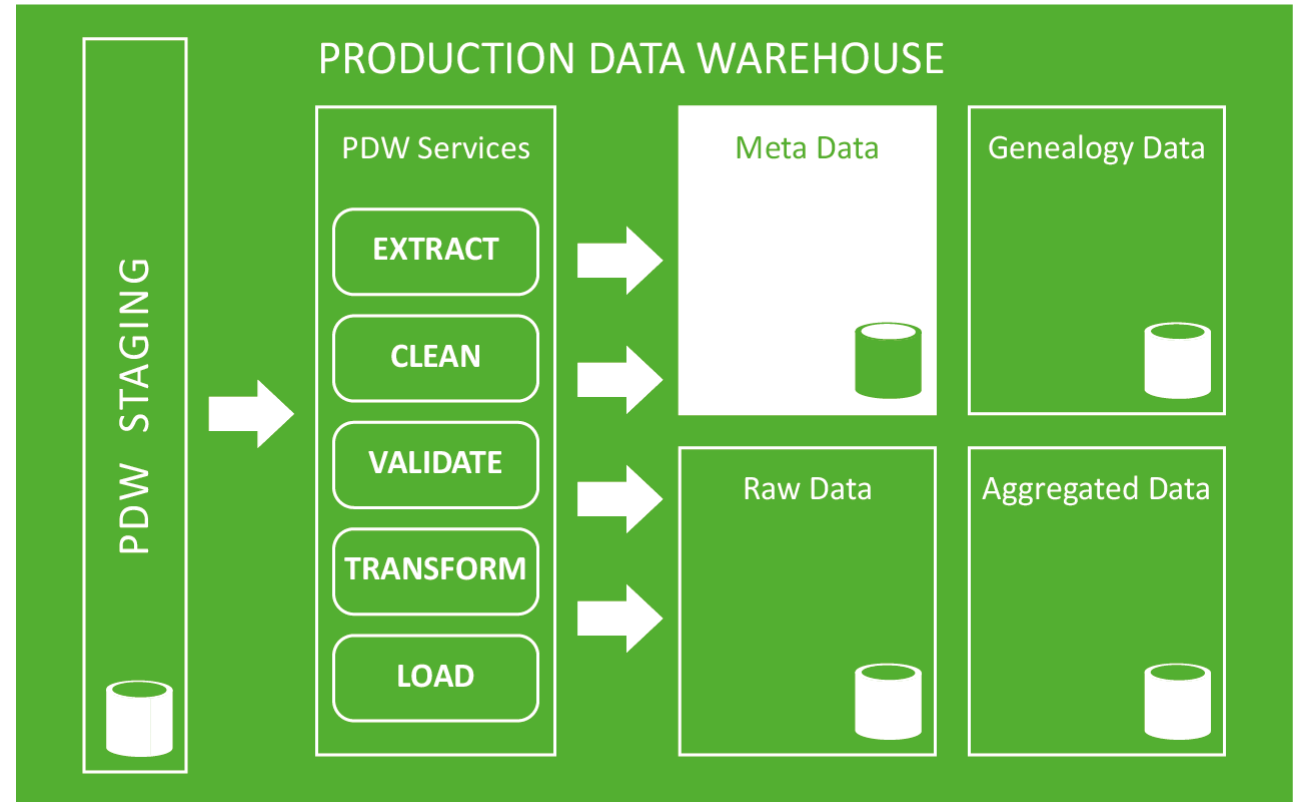 PRODUCTION DATA WAREHOUSE
PDW STAGING
PDW Services
EXTRACT
CLEAN
VALIDATE
TRANSFORM
LOAD
Meta Data
Genealogy Data
Raw Data
Aggregated Data